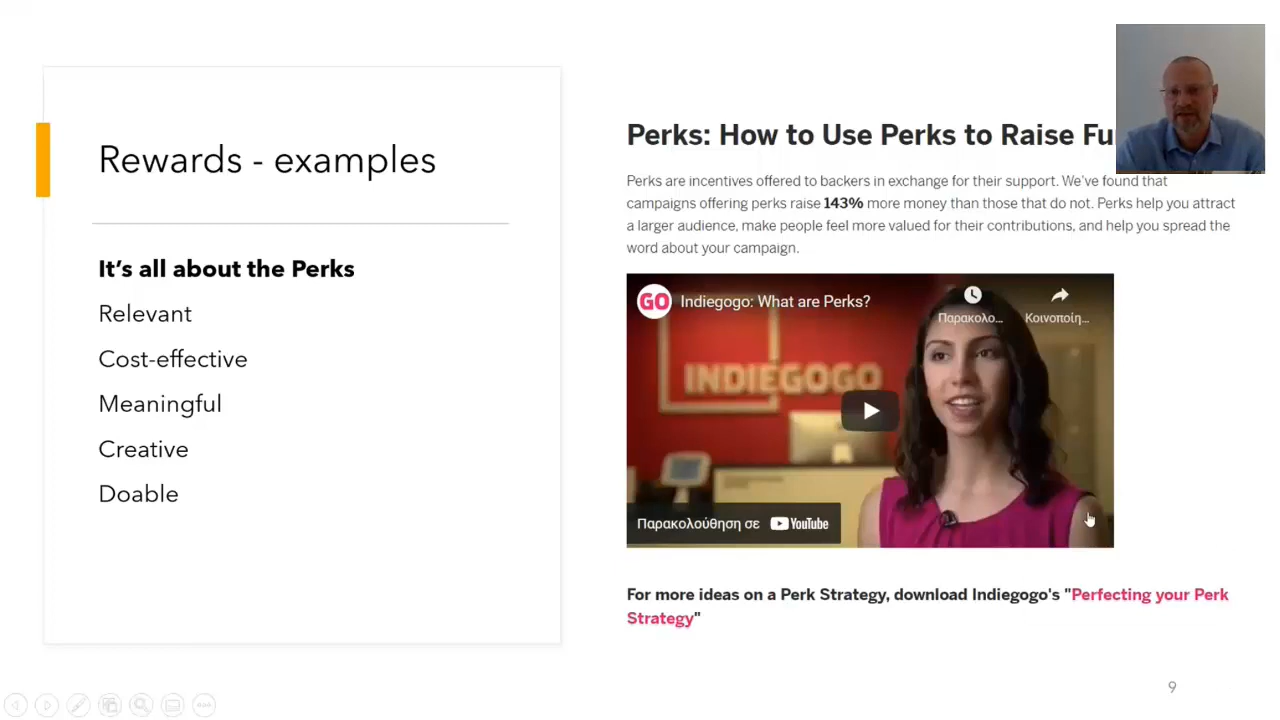 Rewards - examples
It's all about the Perks
Relevant
Cost-effective
Meaningful
Creative
Doable
Perks: How to Use Perks to Raise
Perks are incentives offered to backers in exchange for their support. We've found that
campaigns offering perks raise 143% more money than those that do not. Perks help you attract
a larger audience, make people feel more valued for their contributions, and help you spread the
word about your campaign.
GO Indiegogo: What are Perks?
Παρακολο... Κοινοποίη...
INDIEGOGO
Παρακολούθηση σε YouTube
For more ideas on a Perk Strategy, download Indiegogo's "Perfecting your Perk
Strategy"
9